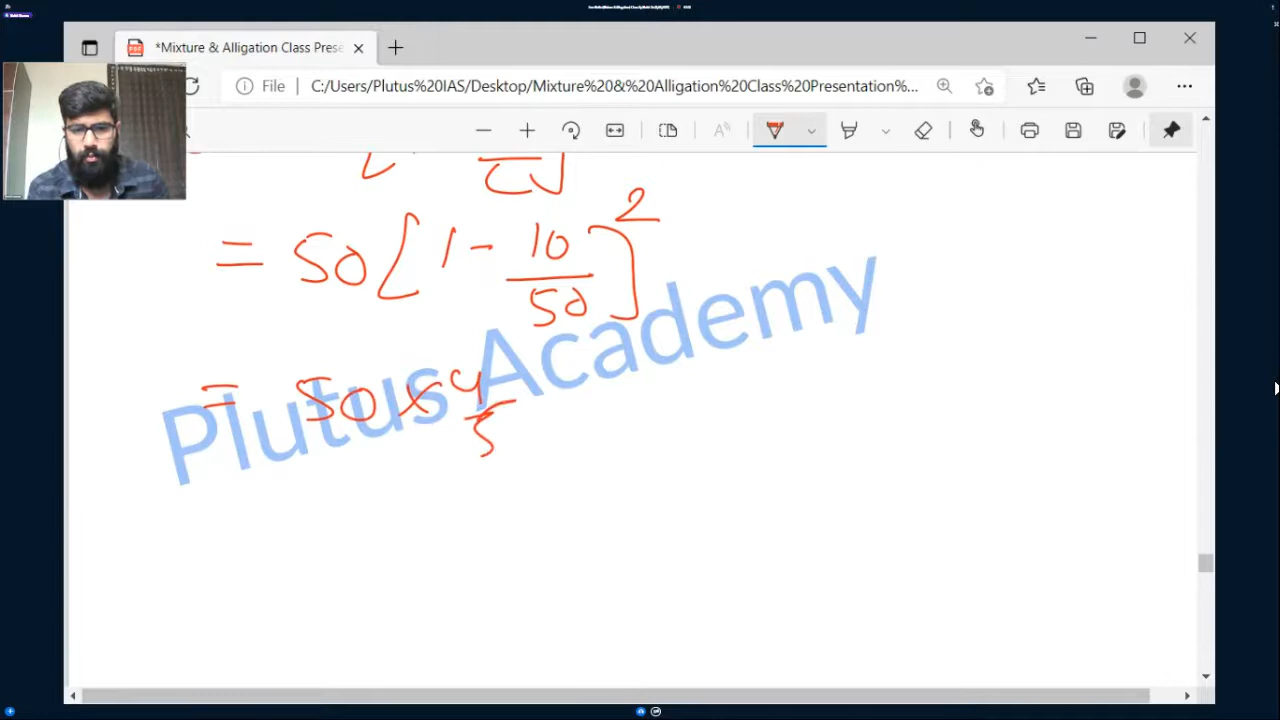 *Mixture & Alligation Class Prese
File C:/Users/Plutus%20IAS/Desktop/Mixture%20&%20Alligation%20Class%20Presentation%...
= 50 [1 - 10/50]^2
= 50 x 4/5
Plutus Academy